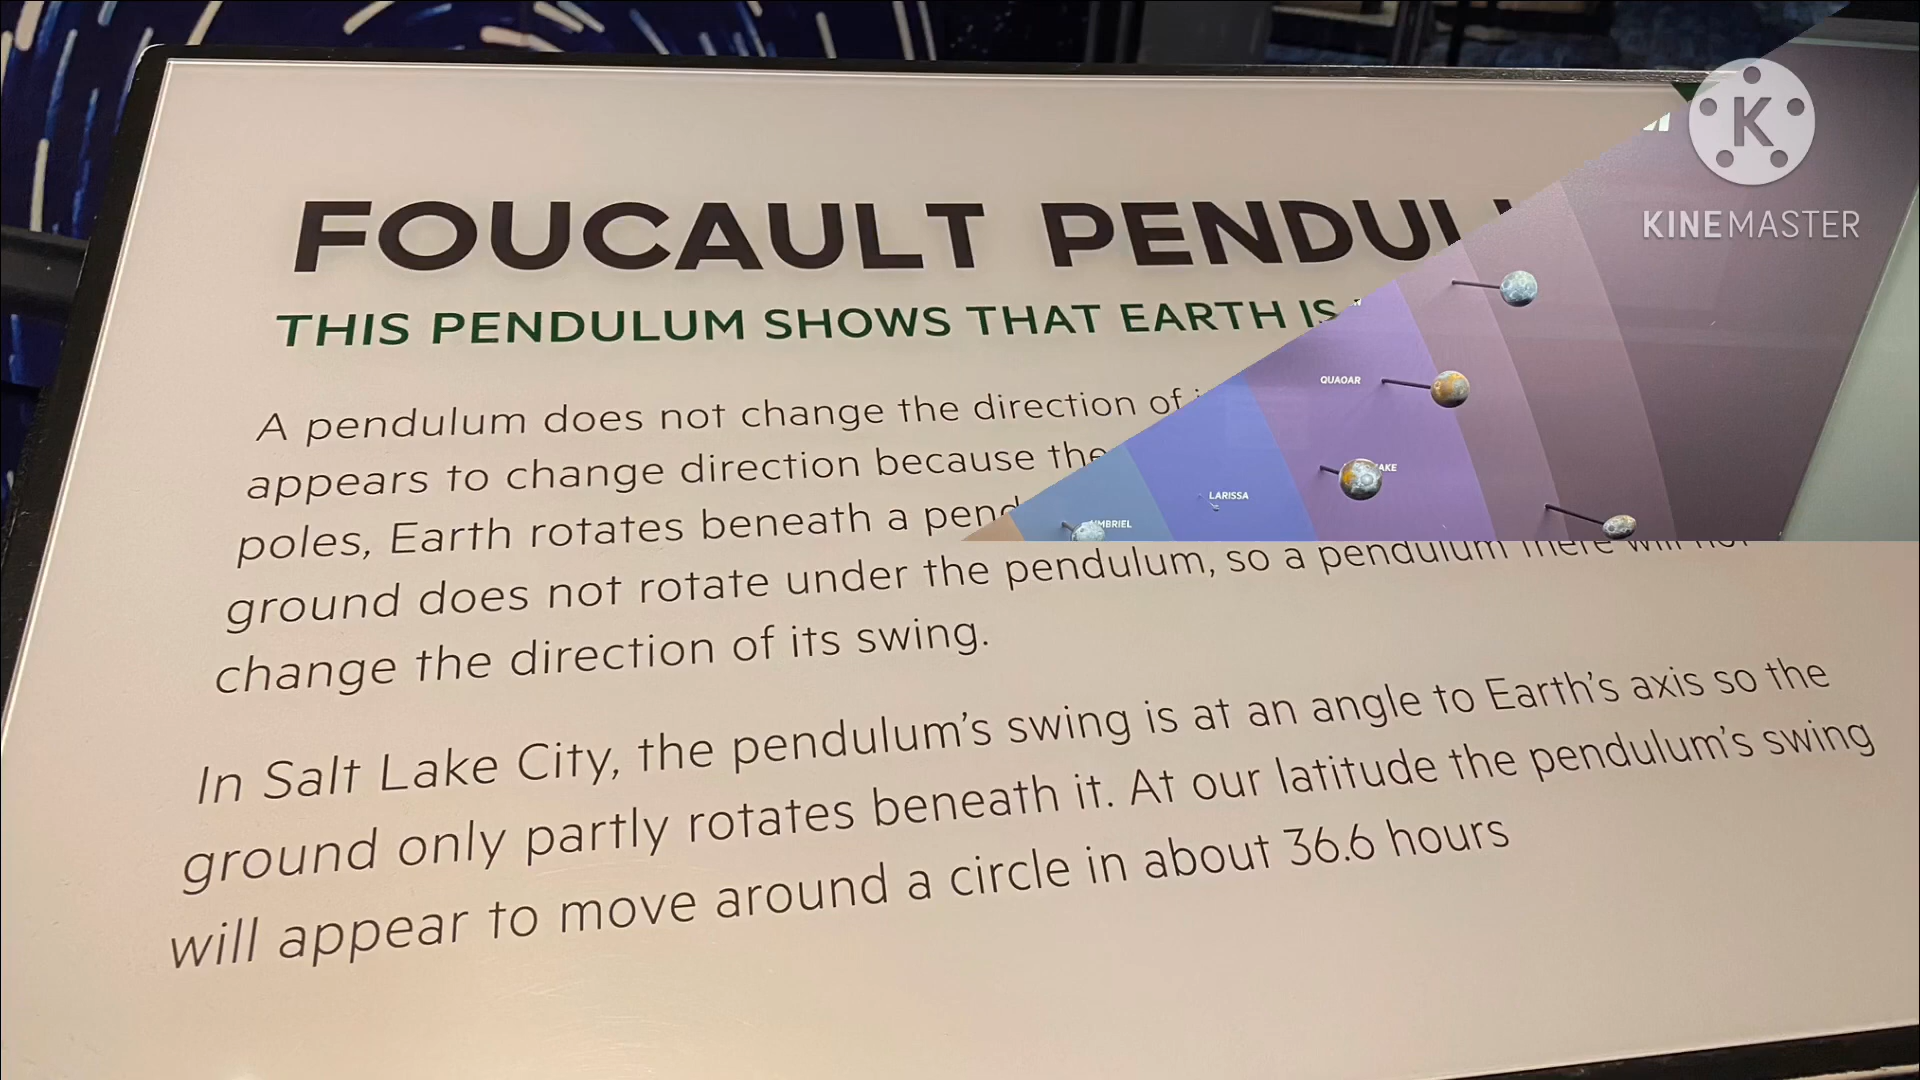 FOUCAULT
THIS PENDULUM SHOWS THAT EARTH IS
A pendulum does not change the direction of
appears to change direction because the
poles, Earth rotates beneath a
ground does not rotate under the pendulum, so a pendulum there will not
change the direction of its swing.
In Salt Lake City, the pendulum's swing is at an angle to Earth's axis so the
ground only partly rotates beneath it. At our latitude the pendulum's swing
will appear to move around a circle in about 36.6 hours
K
KINEMASTER
QUAOAR
LARISSA